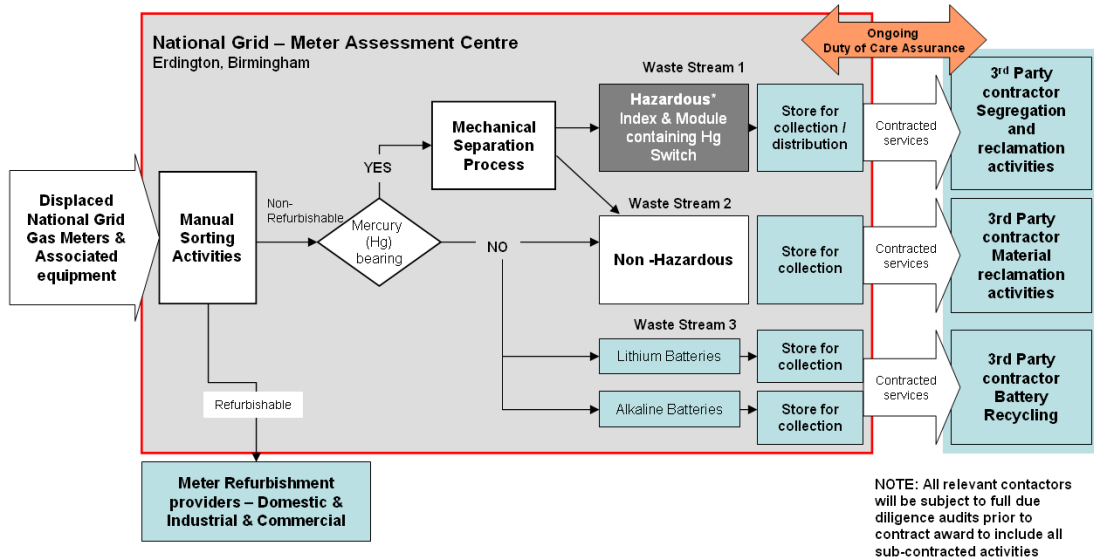 National Grid – Meter Assessment Centre
Erdington, Birmingham
Ongoing
Duty of Care Assurance
Waste Stream 1
Hazardous*
Index & Module
containing Hg
Switch
Store for
collection /
distribution
Contracted
services
3rd Party
contractor
Segregation
and
reclamation
activities
Mechanical
Separation
Process
YES
Displaced
National Grid
Gas Meters &
Associated
equipment
Manual
Sorting
Activities
Non-
Refurbishable
Mercury
(Hg)
bearing
NO
Waste Stream 2
Non -Hazardous
Store for
collection
Contracted
services
3rd Party
contractor
Material
reclamation
activities
Waste Stream 3
Lithium Batteries
Store for
collection
Alkaline Batteries
Store for
collection
Contracted
services
3rd Party
contractor
Battery
Recycling
Refurbishable
Meter Refurbishment
providers – Domestic &
Industrial & Commercial
NOTE: All relevant contactors
will be subject to full due
diligence audits prior to
contract award to include all
sub-contracted activities